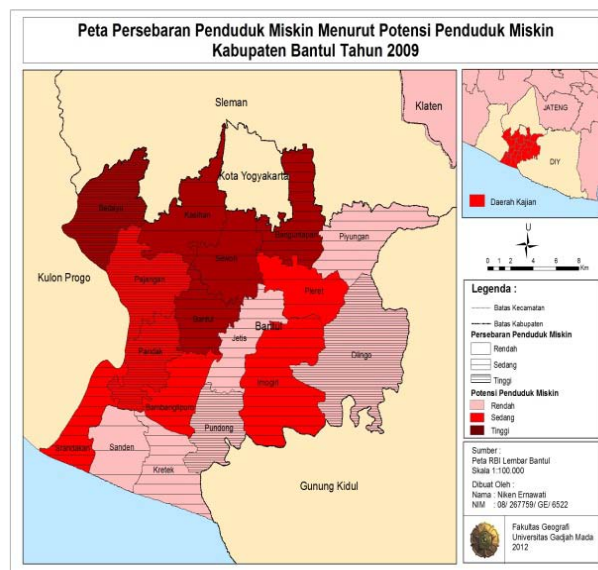 Peta Persebaran Penduduk Miskin Menurut Potensi Penduduk Miskin
Kabupaten Bantul Tahun 2009
Sleman
Klaten
Kota Yogyakarta
Sedayu
Kasihan
Banguntapan
Piyungan
Sewon
Kulon Progo
Pajangan
Pleret
Bantul
Bantul
Jetis
Dlingo
Pandak
Imogiri
Bambanglipuro
Pundong
Srandakan
Sanden
Kretek
Gunung Kidul
JATENG
DIY
Daerah Kajian
U
0 1 2 4 6 8
Km
Legenda :
Batas Kecamatan
Batas Kabupaten
Persebaran Penduduk Miskin
Rendah
Sedang
Tinggi
Potensi Penduduk Miskin
Rendah
Sedang
Tinggi
Sumber :
Peta RBI Lembar Bantul
Skala 1:100.000
Dibuat Oleh :
Nama : Niken Ernawati
NIM : 08/ 267759/ GE/ 6522
Fakultas Geografi
Universitas Gadjah Mada
2012